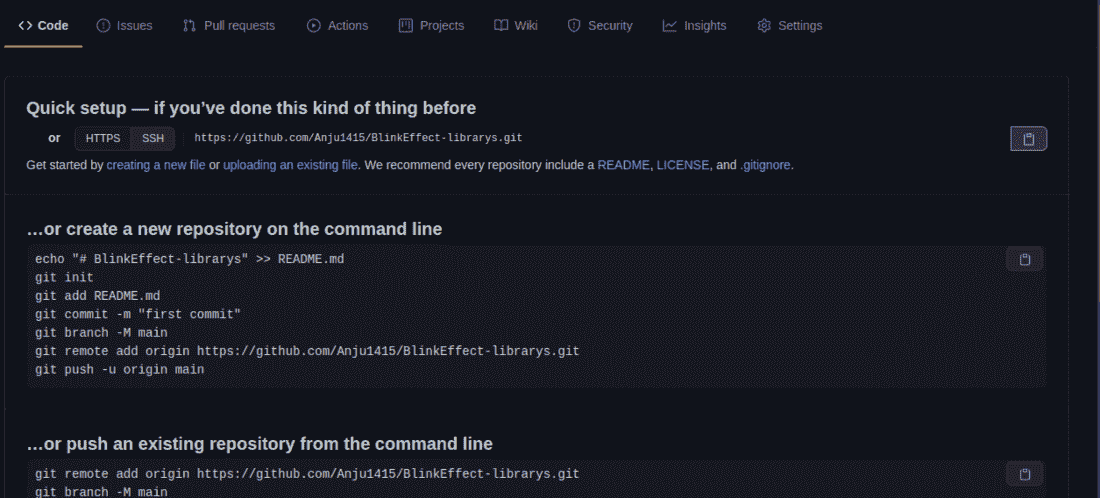 Code Issues Pull requests Actions Projects Wiki Security Insights Settings
Quick setup — if you’ve done this kind of thing before
or HTTPS SSH https://github.com/Anju1415/BlinkEffect-librarys.git
Get started by creating a new file or uploading an existing file. We recommend every repository include a README, LICENSE, and .gitignore.
…or create a new repository on the command line
echo "# BlinkEffect-librarys" >> README.md
git init
git add README.md
git commit -m "first commit"
git branch -M main
git remote add origin https://github.com/Anju1415/BlinkEffect-librarys.git
git push -u origin main
…or push an existing repository from the command line
git remote add origin https://github.com/Anju1415/BlinkEffect-librarys.git
git branch -M main